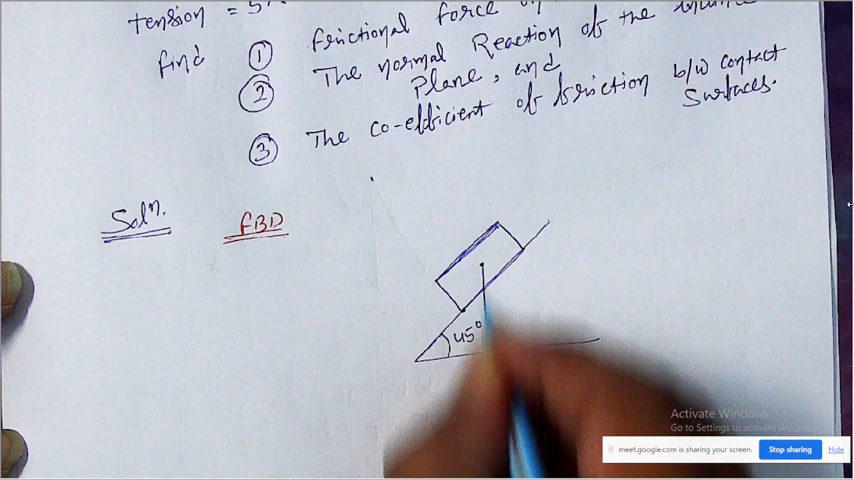 tension =
find ① frictional force
② The normal Reaction of the
Plane, and
③ The co-efficient of friction b/w contact
Surfaces.
Solⁿ. FBD
45°
Activate Windows
Go to Settings to activate Windows.
meet.google.com is sharing your screen. Stop sharing Hide